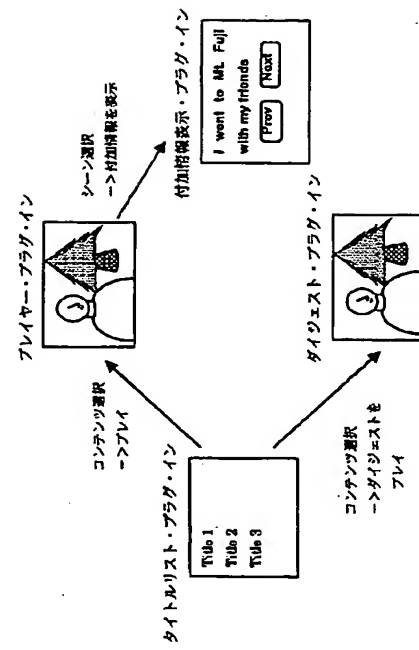 プレイヤー・プラグ・イン
シーン選択
->付加情報を表示
付加情報表示・プラグ・イン
I went to Mt. Fuji
with my friends
Prev
Next
コンテンツ選択
->プレイ
タイトルリスト・プラグ・イン
Title 1
Title 2
Title 3
コンテンツ選択
->ダイジェストを
プレイ
ダイジェスト・プラグ・イン